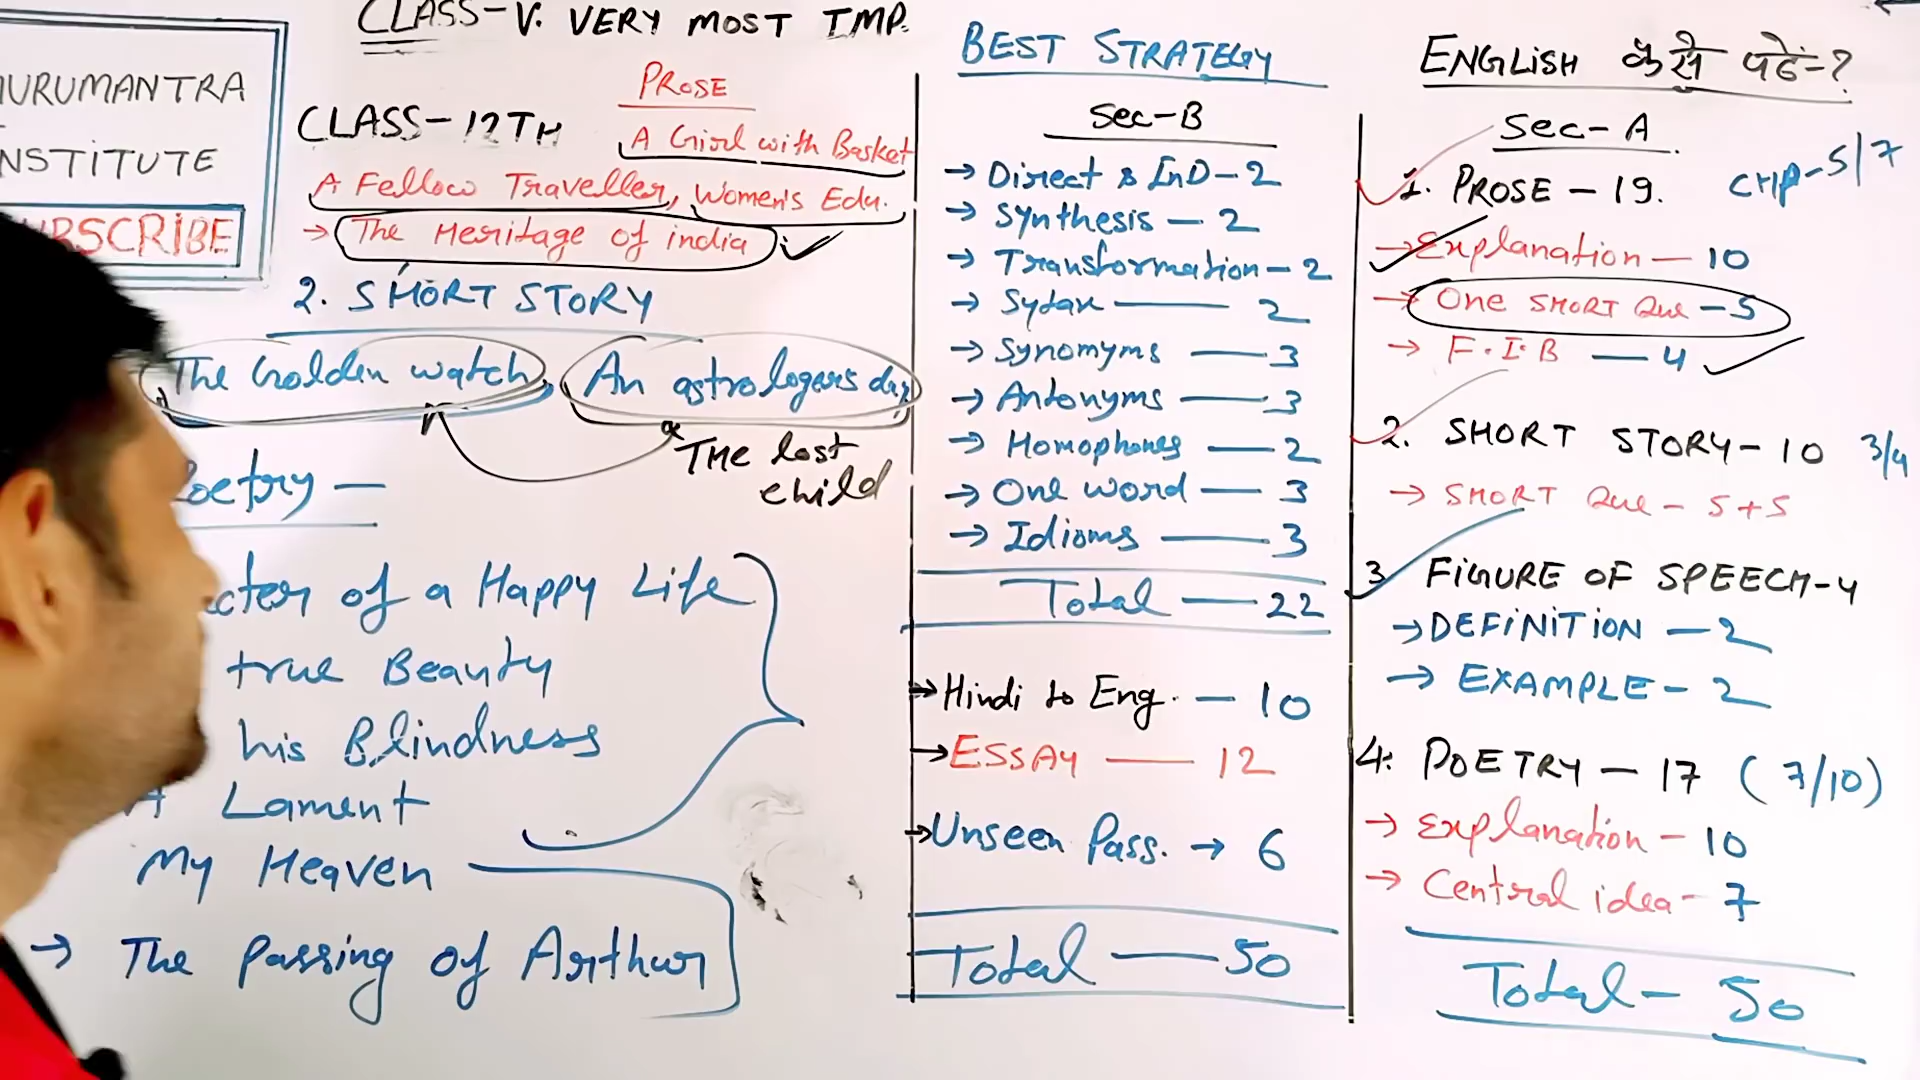 CLASS-V. VERY MOST IMP.
URUMANTRA
NSTITUTE
UBSCRIBE
CLASS-12TH
PROSE
A Girl with Basket
A Fellow Traveller, Women's Edu.
→ The Heritage of india
2. SHORT STORY
The Golden watch, An astrologers day
THE lost
child
Poetry —
cter of a Happy Life
true Beauty
his Blindness
A Lament
My Heaven
→ The Passing of Arthur
BEST STRATEGY
Sec-B
→ Direct & InD - 2
→ Synthesis — 2
→ Transformation - 2
→ Sytax — 2
→ Synomyms — 3
→ Antonyms — 3
→ Homophones — 2
→ One word — 3
→ Idioms — 3
Total — 22
→ Hindi to Eng. — 10
→ ESSAY — 12
→ Unseen Pass. → 6
Total — 50
ENGLISH कैसे पढें-?
Sec-A
1. PROSE - 19. CHP-5/7
→ Explanation — 10
→ One SHORT Que - 5
→ F.I.B — 4
2. SHORT STORY - 10 3/4
→ SHORT Que - 5+5
3 FIGURE OF SPEECH-4
→ DEFINITION — 2
→ EXAMPLE - 2
4. POETRY — 17 (7/10)
→ Explanation - 10
→ Central idea - 7
Total - 50